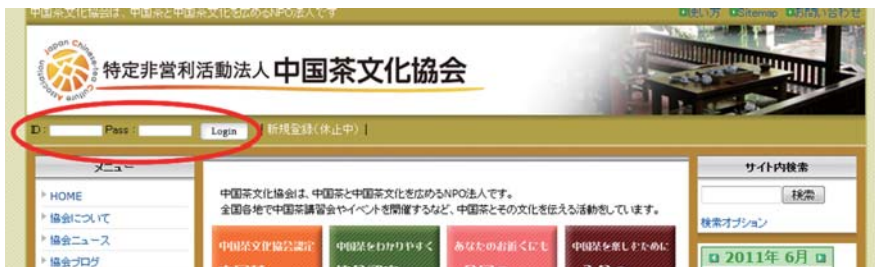 中国茶文化協会は、中国茶と中国茶文化を広めるNPO法人です
使い方 Sitemap お問い合わせ
Japan Chinese-tea Culture Association
特定非営利活動法人 中国茶文化協会
ID: Pass: Login | 新規登録(休止中) |
メニュー
HOME
協会について
協会ニュース
協会ブログ
中国茶文化協会は、中国茶と中国茶文化を広めるNPO法人です。
全国各地で中国茶講習会やイベントを開催するなど、中国茶とその文化を伝える活動をしています。
中国茶文化協会認定
中国茶をわかりやすく
あなたのお近くにも
中国茶を楽しむために
サイト内検索
検索
検索オプション
2011年 6月